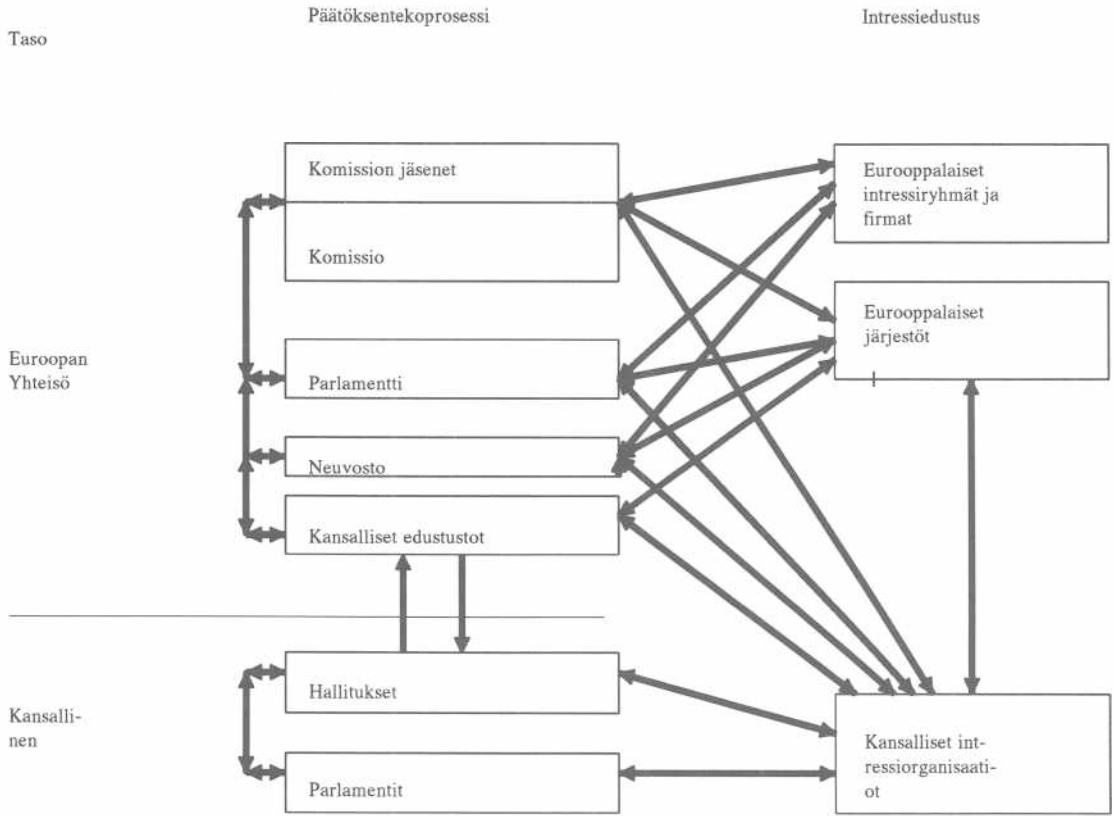 Päätöksentekoprosessi
Intressiedustus
Taso
Komission jäsenet
Komissio
Eurooppalaiset
intressiryhmät ja
firmat
Eurooppalaiset
järjestöt
Euroopan
Yhteisö
Parlamentti
Neuvosto
Kansalliset edustustot
Hallitukset
Kansalli-
nen
Kansalliset int-
ressiorganisaati-
ot
Parlamentit